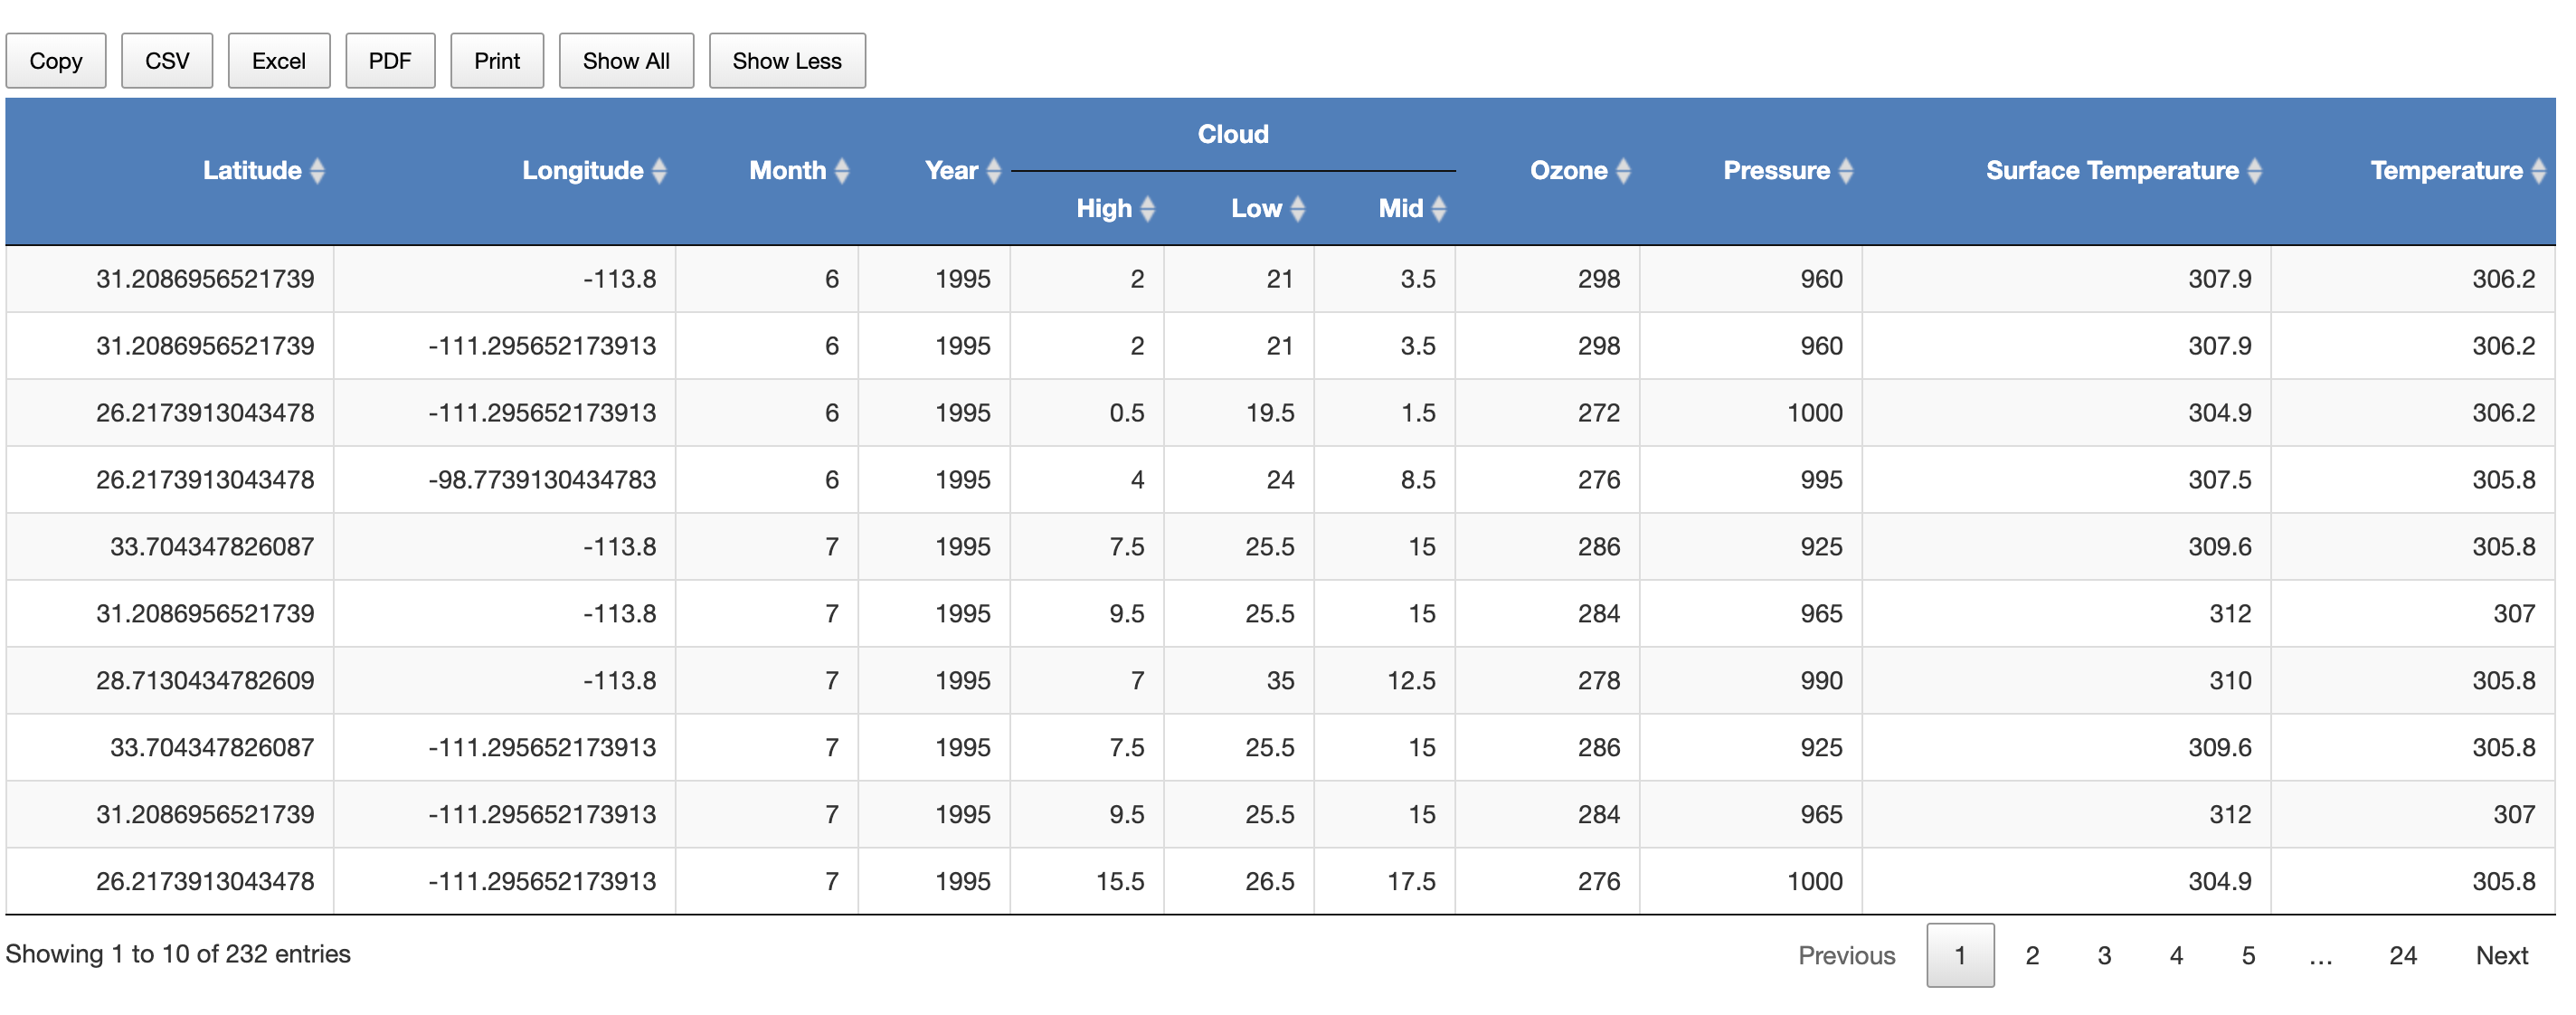 Copy CSV Excel PDF Print Show All Show Less
Cloud
Latitude Longitude Month Year Ozone Pressure Surface Temperature Temperature
High Low Mid
31.2086956521739 -113.8 6 1995 2 21 3.5 298 960 307.9 306.2
31.2086956521739 -111.295652173913 6 1995 2 21 3.5 298 960 307.9 306.2
26.2173913043478 -111.295652173913 6 1995 0.5 19.5 1.5 272 1000 304.9 306.2
26.2173913043478 -98.7739130434783 6 1995 4 24 8.5 276 995 307.5 305.8
33.704347826087 -113.8 7 1995 7.5 25.5 15 286 925 309.6 305.8
31.2086956521739 -113.8 7 1995 9.5 25.5 15 284 965 312 307
28.7130434782609 -113.8 7 1995 7 35 12.5 278 990 310 305.8
33.704347826087 -111.295652173913 7 1995 7.5 25.5 15 286 925 309.6 305.8
31.2086956521739 -111.295652173913 7 1995 9.5 25.5 15 284 965 312 307
26.2173913043478 -111.295652173913 7 1995 15.5 26.5 17.5 276 1000 304.9 305.8
Showing 1 to 10 of 232 entries Previous 1 2 3 4 5 … 24 Next